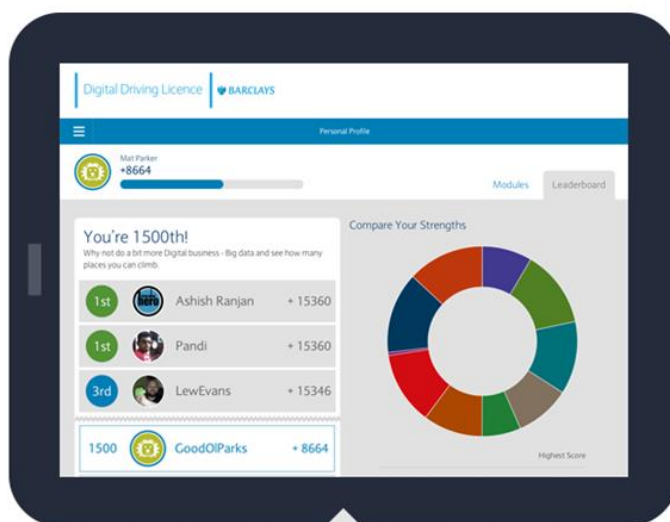 Digital Driving Licence
BARCLAYS
Personal Profile
Mat Parker
+8664
Modules
Leaderboard
You're 1500th!
Why not do a bit more Digital business - Big data and see how many
places you can climb.
1st
hero
Ashish Ranjan
+ 15360
1st
Pandi
+ 15360
3rd
LewEvans
+ 15346
1500
GoodOlParks
+ 8664
Compare Your Strengths
Highest Score